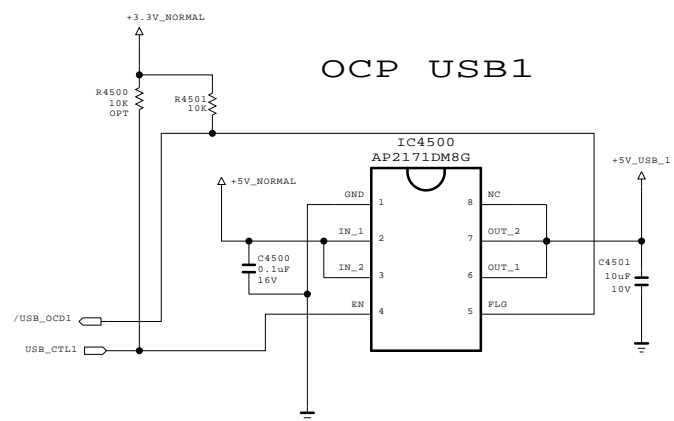 +3.3V_NORMAL
OCP USB1
R4500
10K
OPT
R4501
10K
IC4500
AP2171DM8G
+5V_USB_1
+5V_NORMAL
GND
1
8
NC
IN_1
2
7
OUT_2
C4500
0.1uF
16V
IN_2
3
6
OUT_1
C4501
10uF
10V
EN
4
5
FLG
/USB_OCD1
USB_CTL1